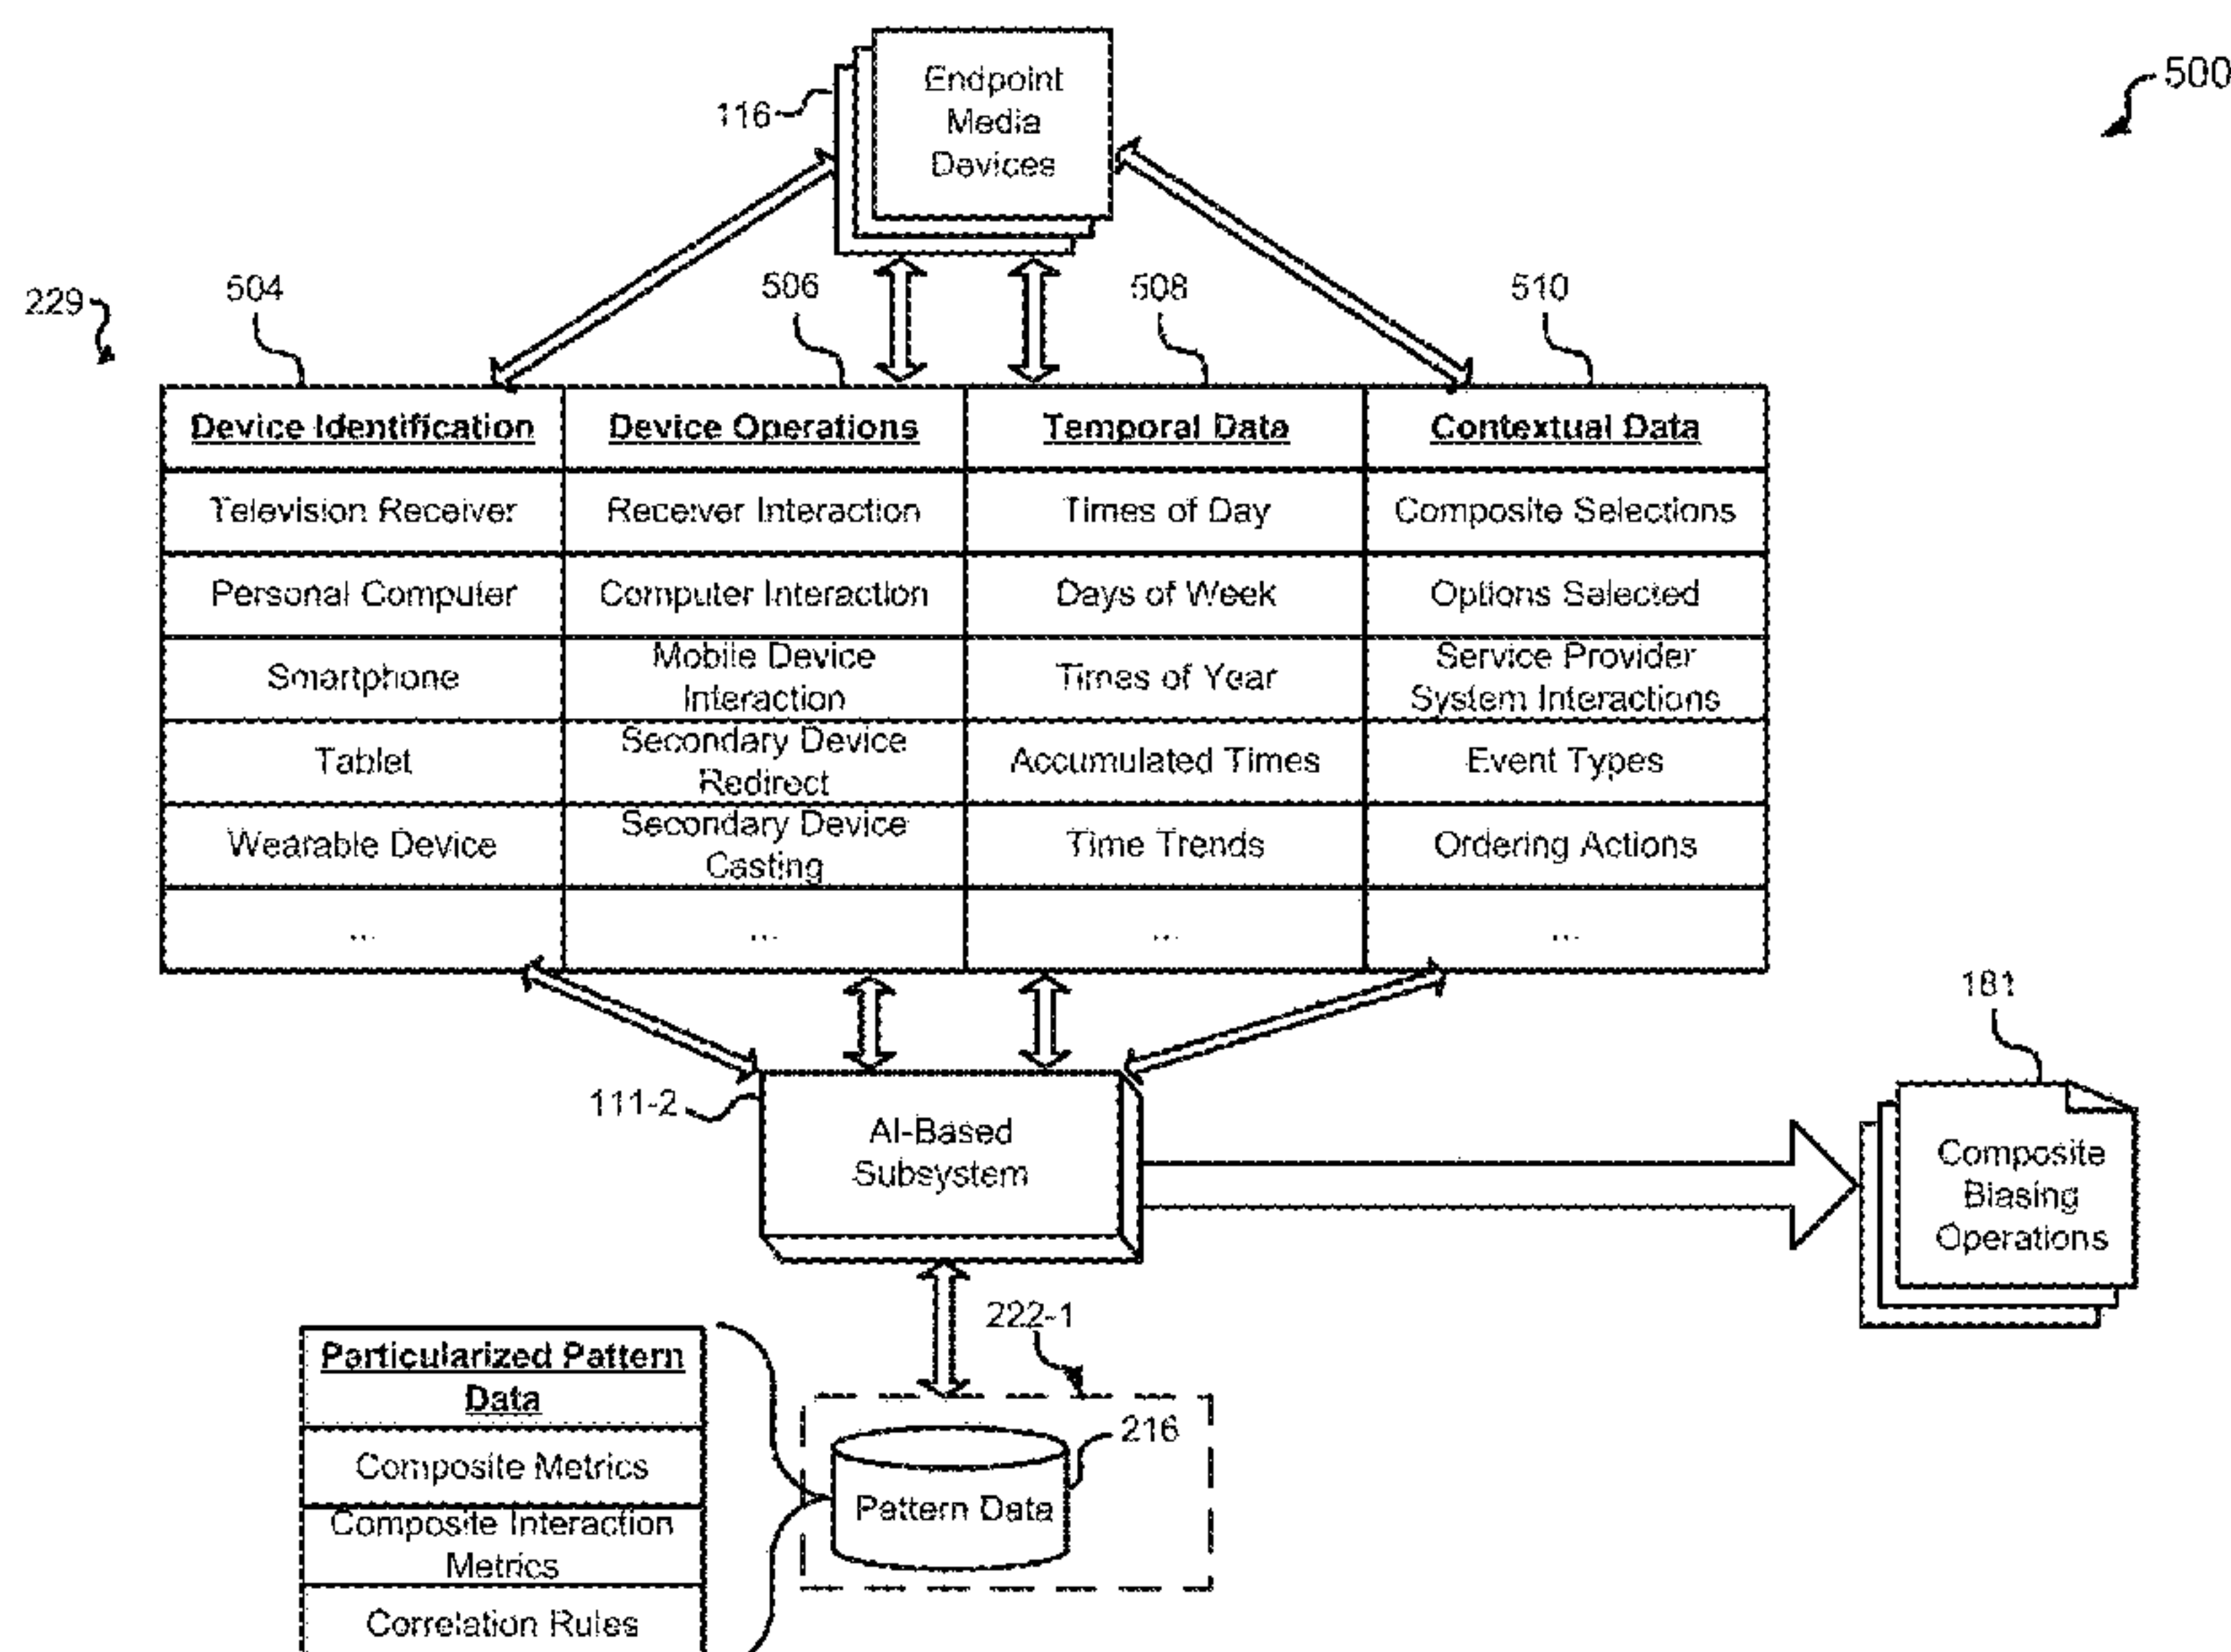 500
Endpoint
Media
Devices
116
229
504
506
508
510
Device Identification
Device Operations
Temporal Data
Contextual Data
Television Receiver
Receiver Interaction
Times of Day
Composite Selections
Personal Computer
Computer Interaction
Days of Week
Options Selected
Smartphone
Mobile Device
Interaction
Times of Year
Service Provider
System Interactions
Tablet
Secondary Device
Redirect
Accumulated Times
Event Types
Wearable Device
Secondary Device
Casting
Time Trends
Ordering Actions
...
...
...
...
181
111-2
AI-Based
Subsystem
Composite
Biasing
Operations
222-1
Particularized Pattern
Data
216
Composite Metrics
Pattern Data
Composite Interaction
Metrics
Correlation Rules